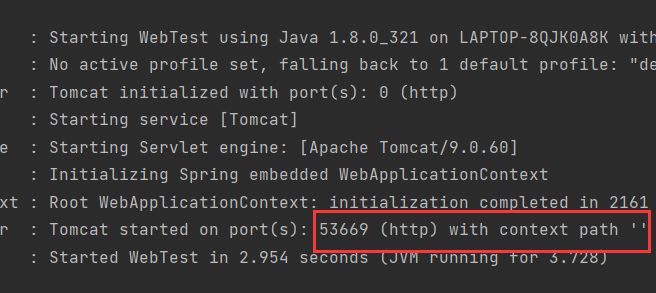 : Starting WebTest using Java 1.8.0_321 on LAPTOP-8QJK0A8K with
: No active profile set, falling back to 1 default profile: "de
r : Tomcat initialized with port(s): 0 (http)
: Starting service [Tomcat]
e : Starting Servlet engine: [Apache Tomcat/9.0.60]
: Initializing Spring embedded WebApplicationContext
xt : Root WebApplicationContext: initialization completed in 2161
r : Tomcat started on port(s): 53669 (http) with context path ''
: Started WebTest in 2.954 seconds (JVM running for 3.728)